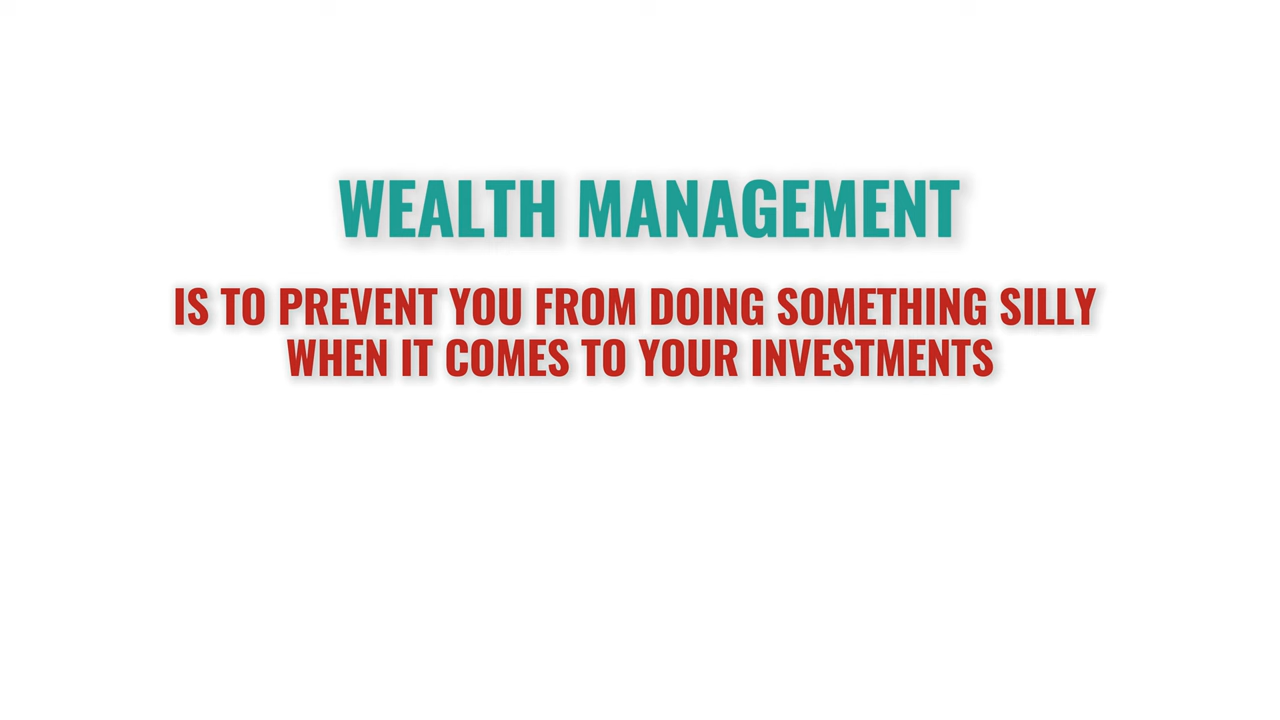 WEALTH MANAGEMENT
IS TO PREVENT YOU FROM DOING SOMETHING SILLY
WHEN IT COMES TO YOUR INVESTMENTS